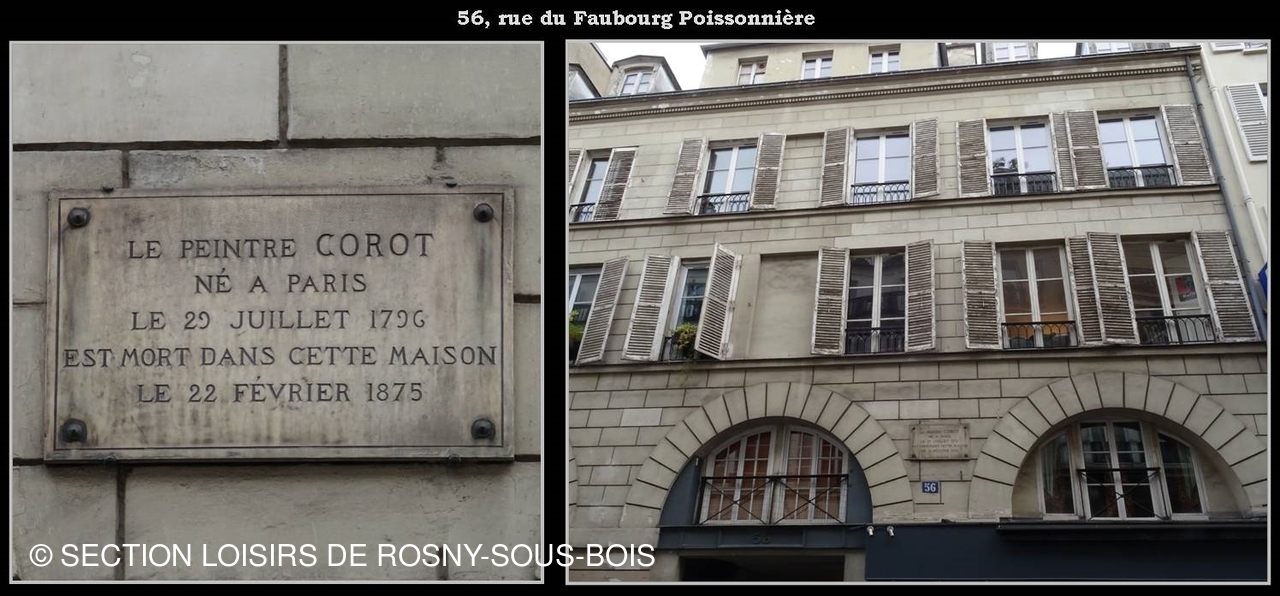 56, rue du Faubourg Poissonnière
LE PEINTRE COROT
NÉ A PARIS
LE 29 JUILLET 1796
EST MORT DANS CETTE MAISON
LE 22 FÉVRIER 1875
56
56
© SECTION LOISIRS DE ROSNY-SOUS-BOIS